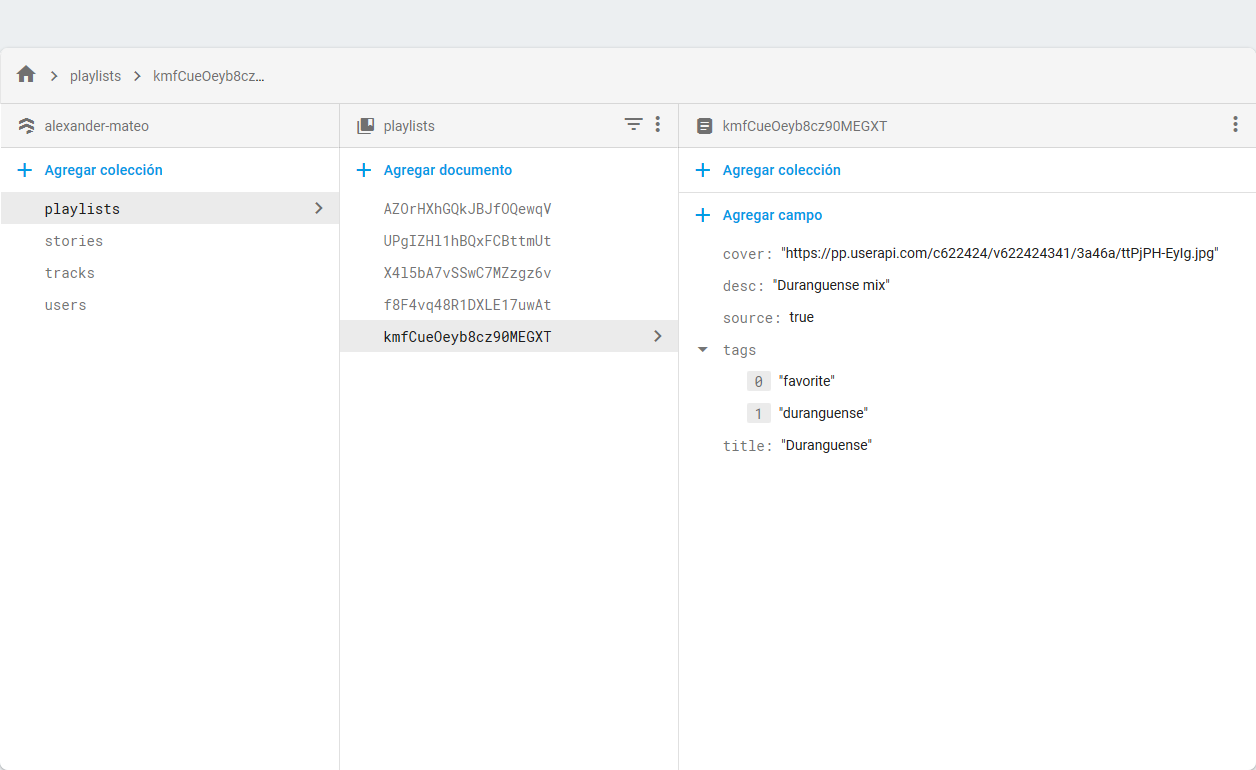 playlists
kmfCueOeyb8cz…
alexander-mateo
Agregar colección
playlists
stories
tracks
users
playlists
Agregar documento
AZOrHXhGQkJBJfOQewqV
UPgIZHl1hBQxFCBttmUt
X4l5bA7vSSwC7MZzgz6v
f8F4vq48R1DXLE17uwAt
kmfCueOeyb8cz90MEGXT
kmfCueOeyb8cz90MEGXT
Agregar colección
Agregar campo
cover: "https://pp.userapi.com/c622424/v622424341/3a46a/ttPjPH-EyIg.jpg"
desc: "Duranguense mix"
source: true
tags
0 "favorite"
1 "duranguense"
title: "Duranguense"